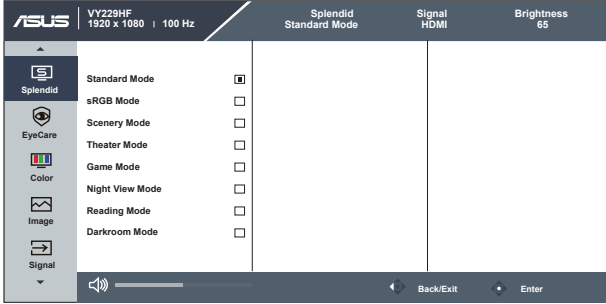 ASUS
VY229HF
1920 x 1080 | 100 Hz
Splendid
Standard Mode
Signal
HDMI
Brightness
65
Splendid
EyeCare
Color
Image
Signal
Standard Mode
sRGB Mode
Scenery Mode
Theater Mode
Game Mode
Night View Mode
Reading Mode
Darkroom Mode
Back/Exit
Enter